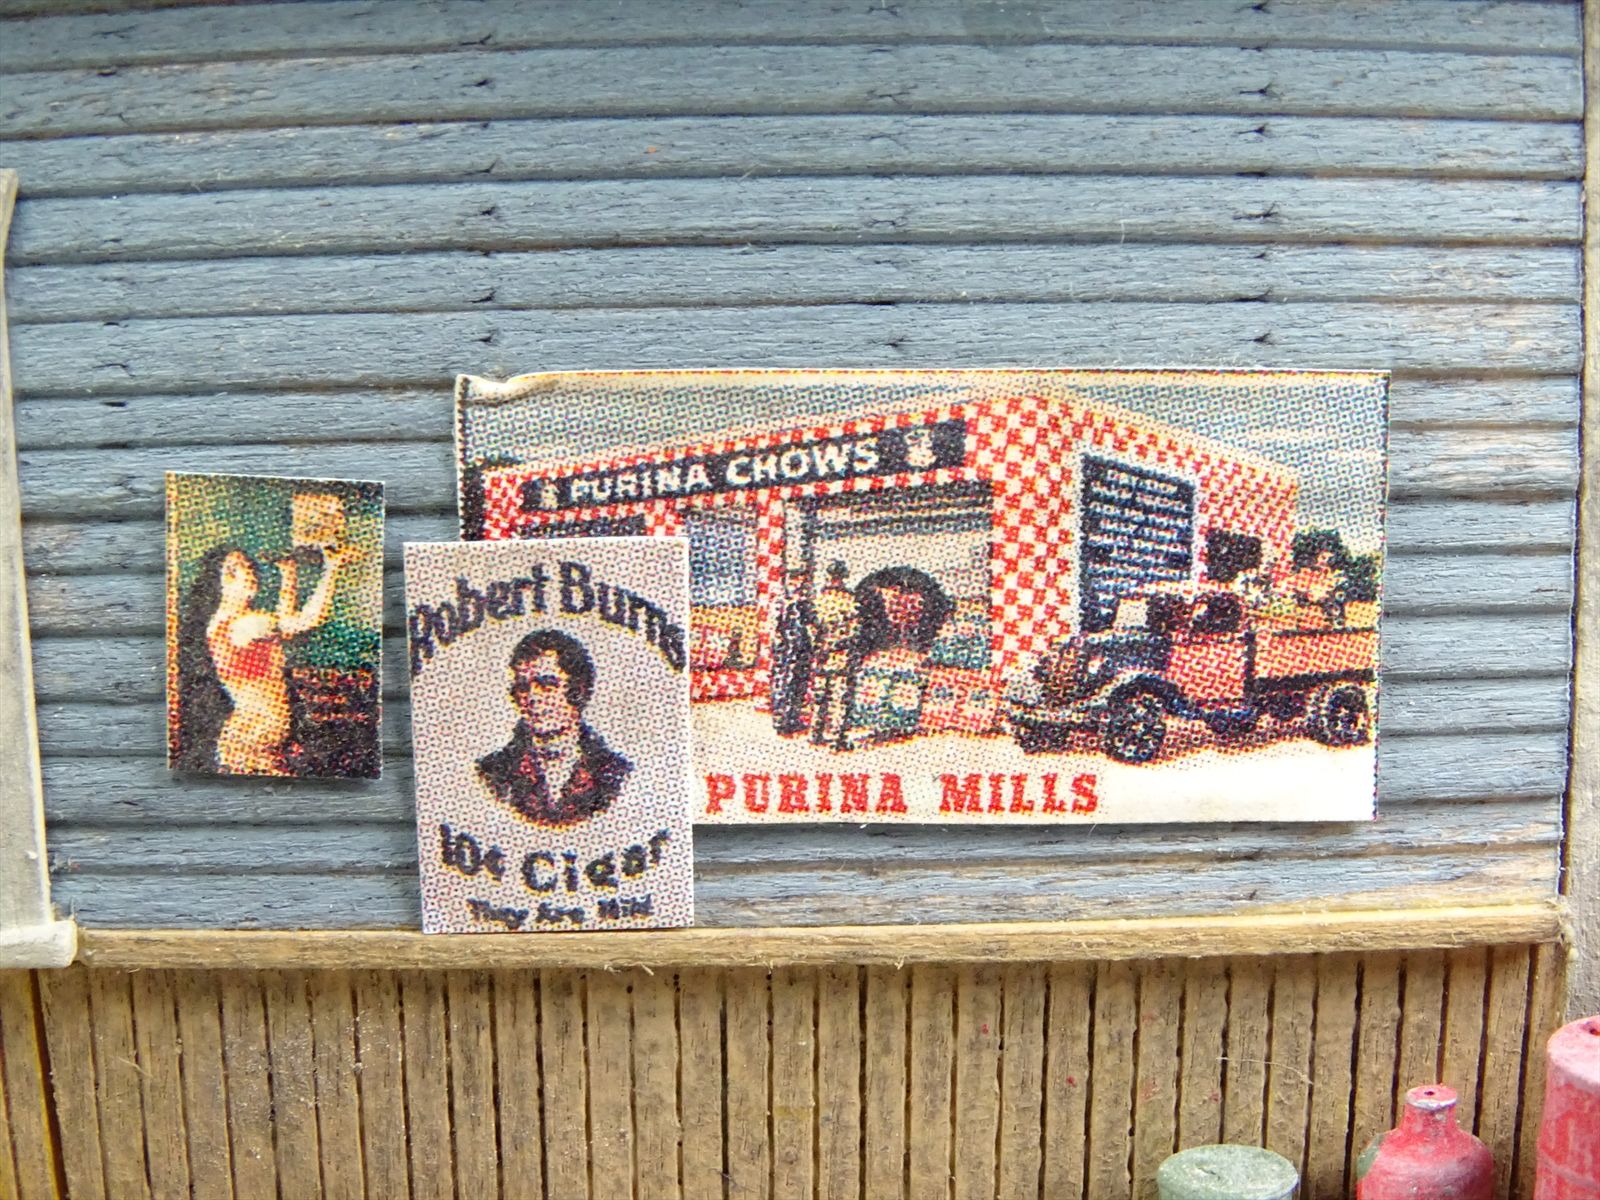 PURINA CHOWS
Robert Burns
10¢ Cigar
They Are Mild
PURINA MILLS